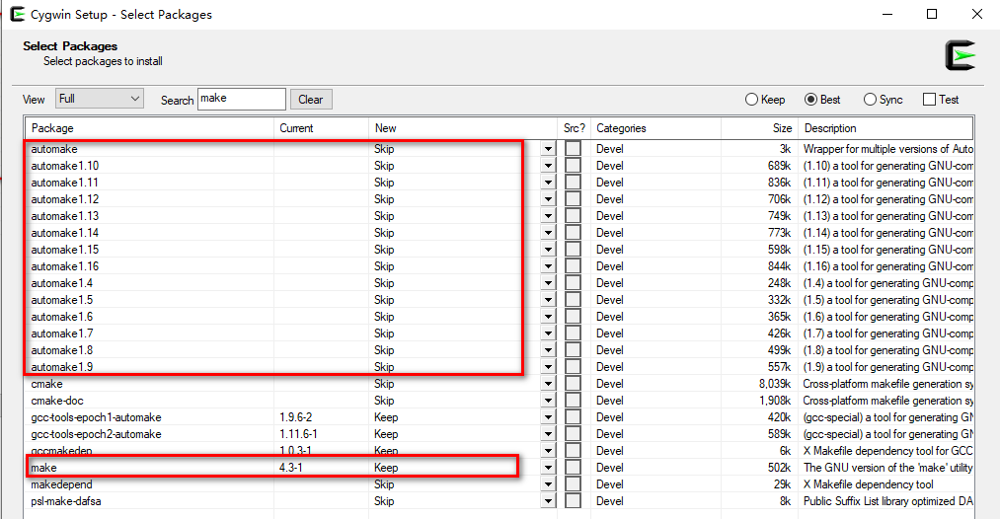 Cygwin Setup - Select Packages
Select Packages
Select packages to install
View Full Search make Clear Keep Best Sync Test
Package Current New Src? Categories Size Description
automake Skip Devel 3k Wrapper for multiple versions of Auto
automake1.10 Skip Devel 689k (1.10) a tool for generating GNU-com
automake1.11 Skip Devel 836k (1.11) a tool for generating GNU-com
automake1.12 Skip Devel 706k (1.12) a tool for generating GNU-com
automake1.13 Skip Devel 749k (1.13) a tool for generating GNU-com
automake1.14 Skip Devel 773k (1.14) a tool for generating GNU-com
automake1.15 Skip Devel 598k (1.15) a tool for generating GNU-com
automake1.16 Skip Devel 844k (1.16) a tool for generating GNU-com
automake1.4 Skip Devel 248k (1.4) a tool for generating GNU-comp
automake1.5 Skip Devel 332k (1.5) a tool for generating GNU-comp
automake1.6 Skip Devel 365k (1.6) a tool for generating GNU-comp
automake1.7 Skip Devel 426k (1.7) a tool for generating GNU-comp
automake1.8 Skip Devel 499k (1.8) a tool for generating GNU-comp
automake1.9 Skip Devel 557k (1.9) a tool for generating GNU-comp
cmake Skip Devel 8,039k Cross-platform makefile generation sy
cmake-doc Skip Devel 1,908k Cross-platform makefile generation sy
gcc-tools-epoch1-automake 1.9.6-2 Keep Devel 420k (gcc-special) a tool for generating GN
gcc-tools-epoch2-automake 1.11.6-1 Keep Devel 589k (gcc-special) a tool for generating GN
gccmakedep 1.0.3-1 Keep Devel 6k X Makefile dependency tool for GCC
make 4.3-1 Keep Devel 502k The GNU version of the 'make' utility
makedepend Skip Devel 29k X Makefile dependency tool
psl-make-dafsa Skip Devel 8k Public Suffix List library optimized DA